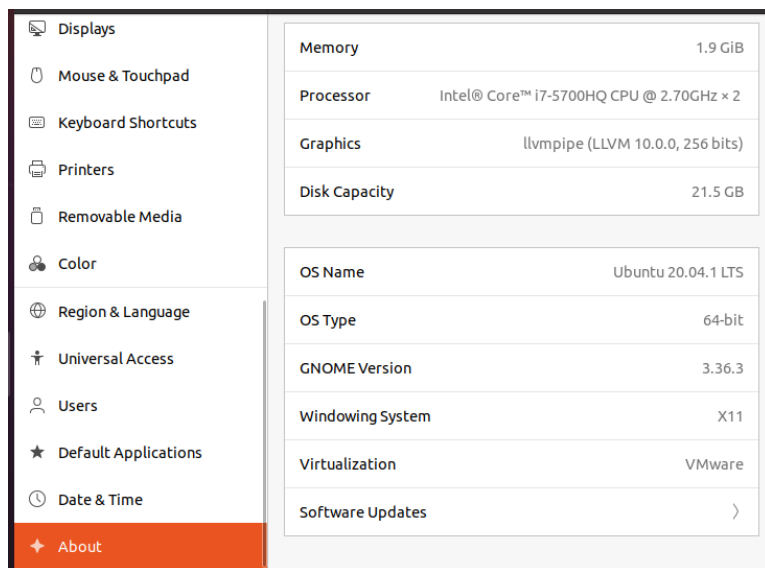 Displays
Mouse & Touchpad
Keyboard Shortcuts
Printers
Removable Media
Color
Region & Language
Universal Access
Users
Default Applications
Date & Time
About
Memory 1.9 GiB
Processor Intel® Core™ i7-5700HQ CPU @ 2.70GHz × 2
Graphics llvmpipe (LLVM 10.0.0, 256 bits)
Disk Capacity 21.5 GB
OS Name Ubuntu 20.04.1 LTS
OS Type 64-bit
GNOME Version 3.36.3
Windowing System X11
Virtualization VMware
Software Updates